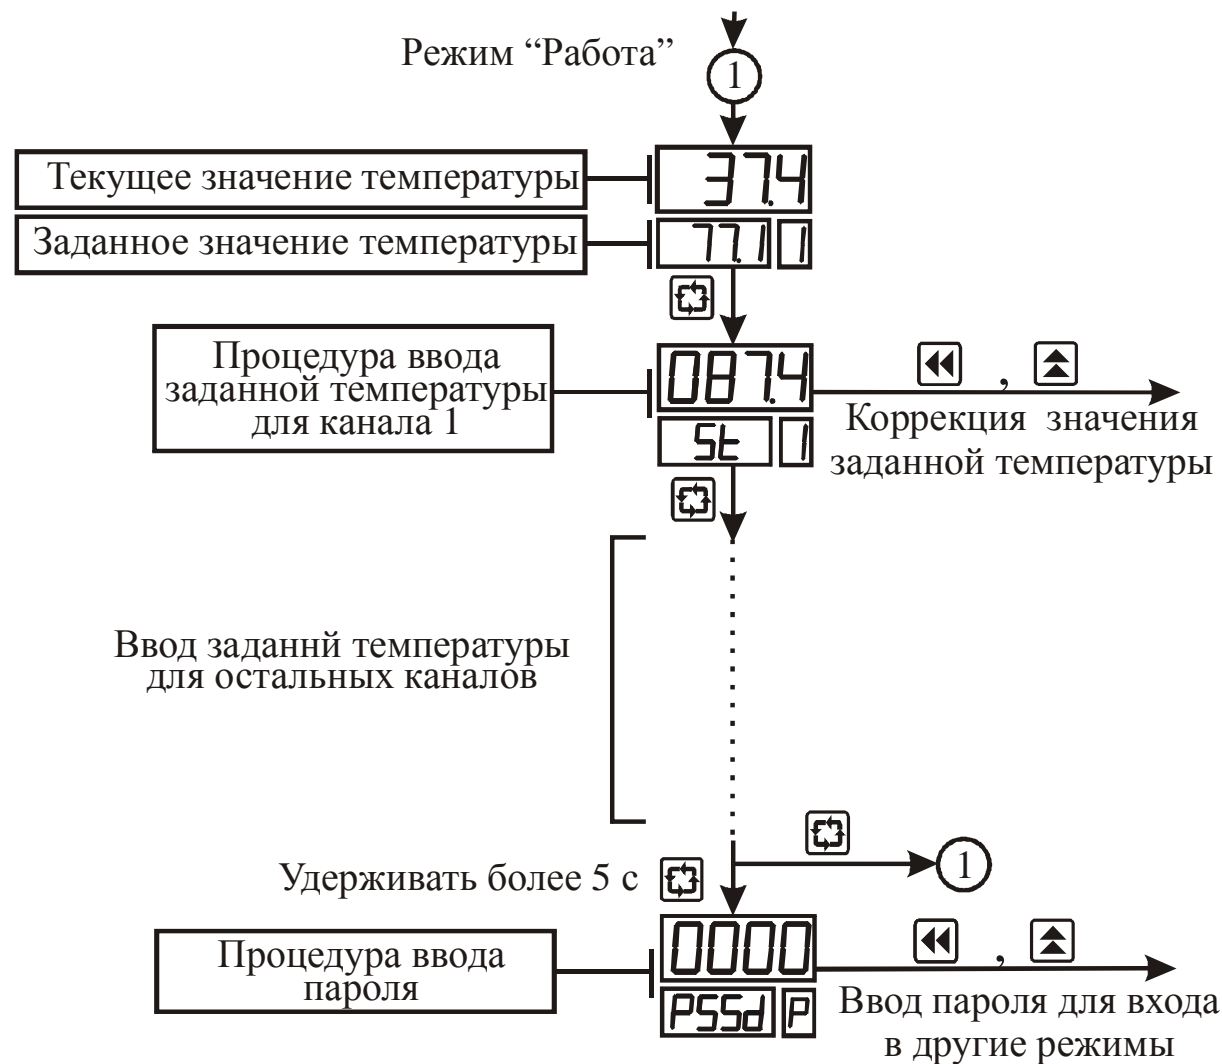 Режим “Работа”
1
Текущее значение температуры
37.4
Заданное значение температуры
77.1 1
Процедура ввода
заданной температуры
для канала 1
087.4
St 1
,
Коррекция значения
заданной температуры
Ввод заданнй температуры
для остальных каналов
1
Удерживать более 5 с
Процедура ввода
пароля
0000
PSSd P
,
Ввод пароля для входа
в другие режимы